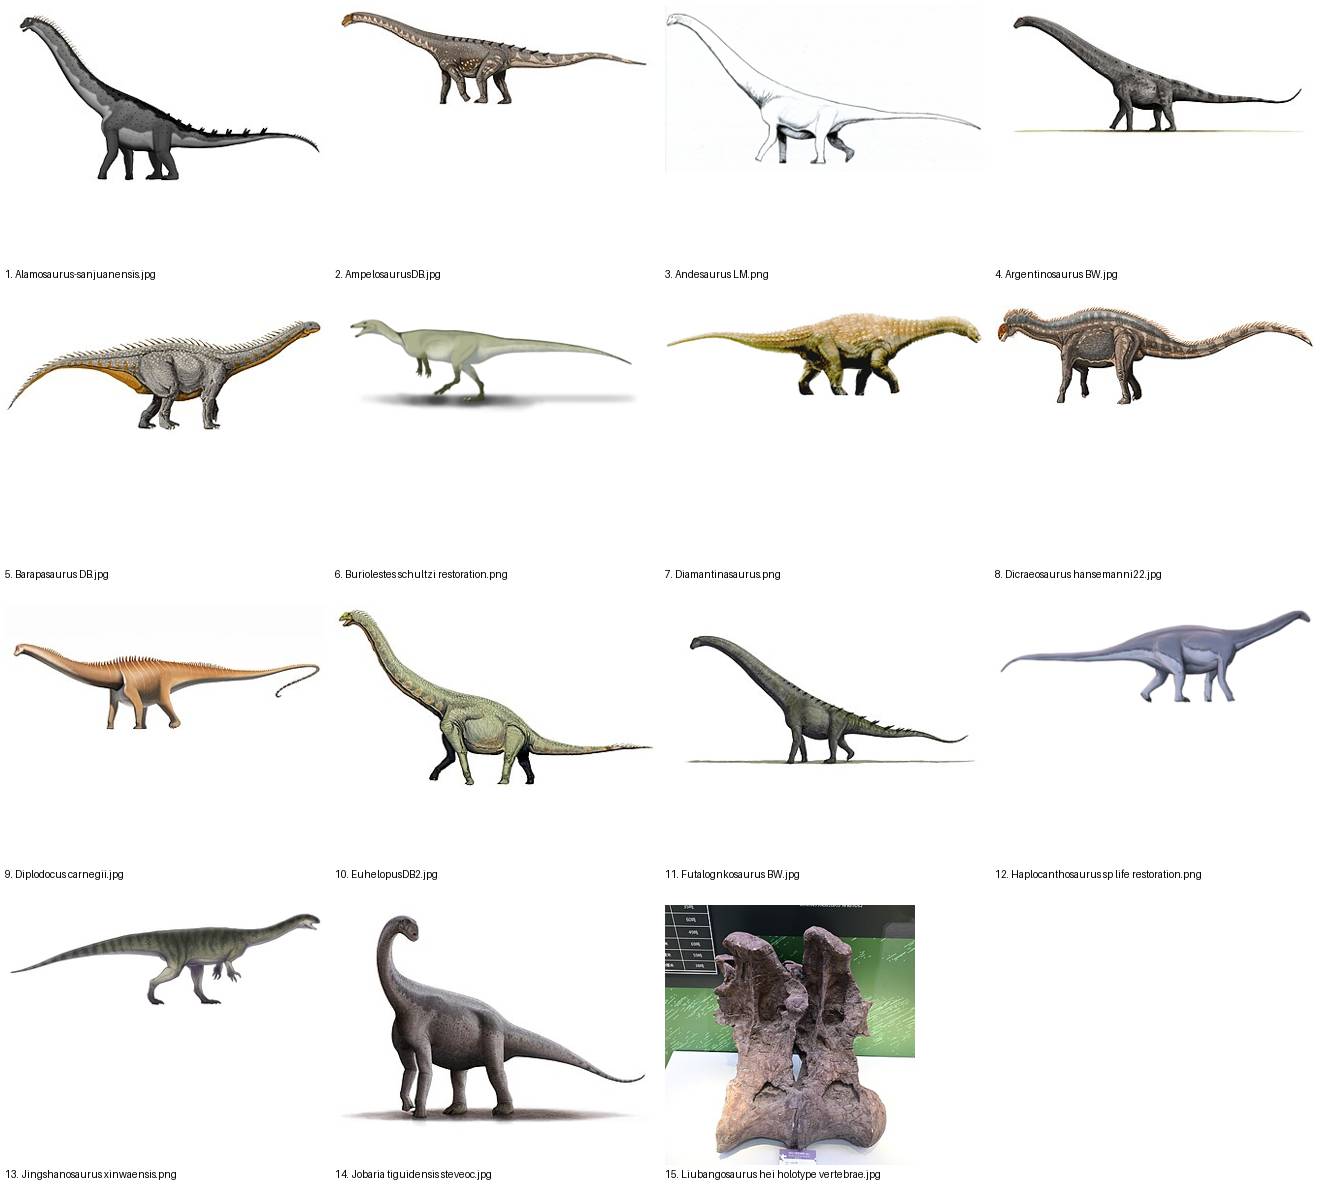 1. Alamosaurus-sanjuanensis.jpg
2. AmpelosaurusDB.jpg
3. Andesaurus LM.png
4. Argentinosaurus BW.jpg
5. Barapasaurus DB.jpg
6. Buriolestes schultzi restoration.png
7. Diamantinasaurus.png
8. Dicraeosaurus hansemanni22.jpg
9. Diplodocus carnegii.jpg
10. EuhelopusDB2.jpg
11. Futalognkosaurus BW.jpg
12. Haplocanthosaurus sp life restoration.png
13. Jingshanosaurus xinwaensis.png
14. Jobaria tiguidensis steveoc.jpg
15. Liubangosaurus hei holotype vertebrae.jpg